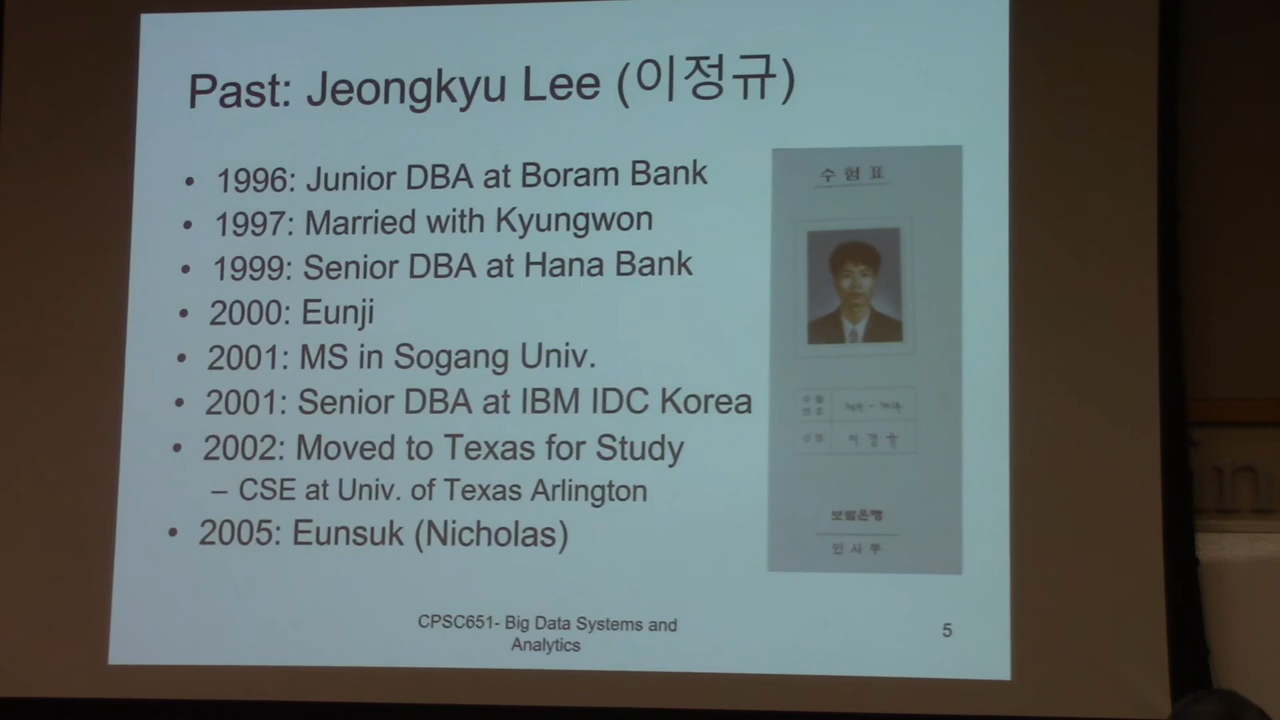 Past: Jeongkyu Lee (이정규)
• 1996: Junior DBA at Boram Bank
• 1997: Married with Kyungwon
• 1999: Senior DBA at Hana Bank
• 2000: Eunji
• 2001: MS in Sogang Univ.
• 2001: Senior DBA at IBM IDC Korea
• 2002: Moved to Texas for Study
– CSE at Univ. of Texas Arlington
• 2005: Eunsuk (Nicholas)
수험표
이정규
보람은행
인사부
CPSC651- Big Data Systems and
Analytics
5